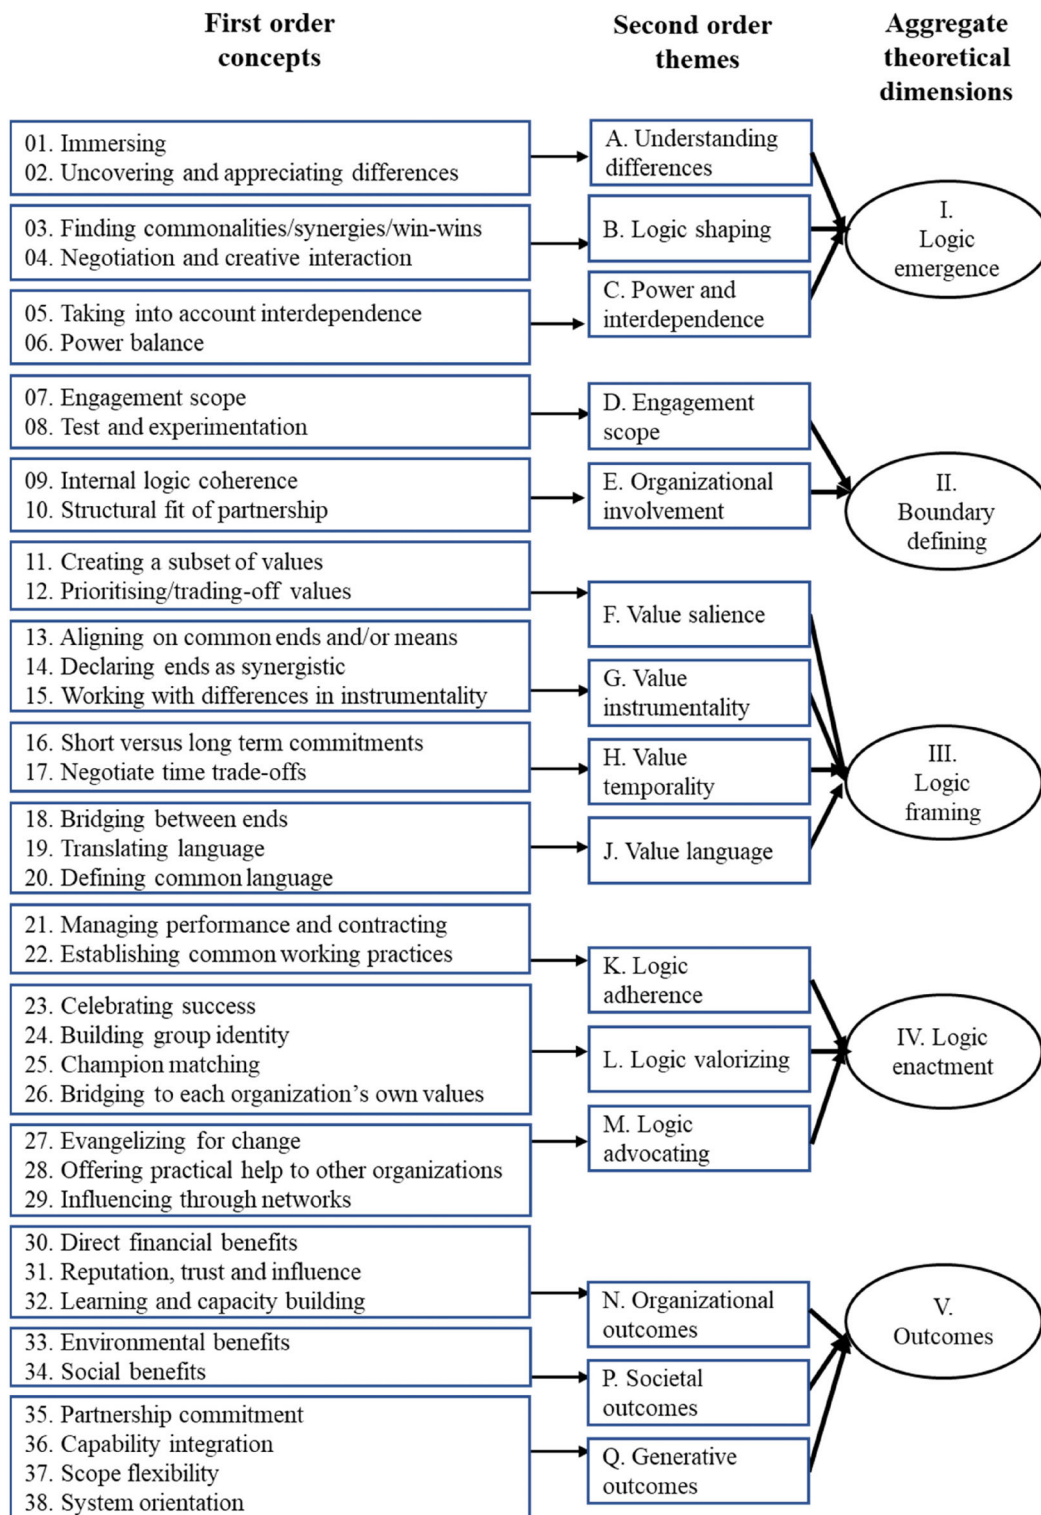 First order
concepts
Second order
themes
Aggregate
theoretical
dimensions
01. Immersing
02. Uncovering and appreciating differences
A. Understanding
differences
03. Finding commonalities/synergies/win-wins
04. Negotiation and creative interaction
B. Logic shaping
05. Taking into account interdependence
06. Power balance
C. Power and
interdependence
I.
Logic
emergence
07. Engagement scope
08. Test and experimentation
D. Engagement
scope
09. Internal logic coherence
10. Structural fit of partnership
E. Organizational
involvement
II.
Boundary
defining
11. Creating a subset of values
12. Prioritising/trading-off values
F. Value salience
13. Aligning on common ends and/or means
14. Declaring ends as synergistic
15. Working with differences in instrumentality
G. Value
instrumentality
16. Short versus long term commitments
17. Negotiate time trade-offs
H. Value
temporality
18. Bridging between ends
19. Translating language
20. Defining common language
J. Value language
III.
Logic
framing
21. Managing performance and contracting
22. Establishing common working practices
K. Logic
adherence
23. Celebrating success
24. Building group identity
25. Champion matching
26. Bridging to each organization's own values
L. Logic valorizing
27. Evangelizing for change
28. Offering practical help to other organizations
29. Influencing through networks
M. Logic
advocating
IV. Logic
enactment
30. Direct financial benefits
31. Reputation, trust and influence
32. Learning and capacity building
N. Organizational
outcomes
33. Environmental benefits
34. Social benefits
P. Societal
outcomes
35. Partnership commitment
36. Capability integration
37. Scope flexibility
38. System orientation
Q. Generative
outcomes
V.
Outcomes